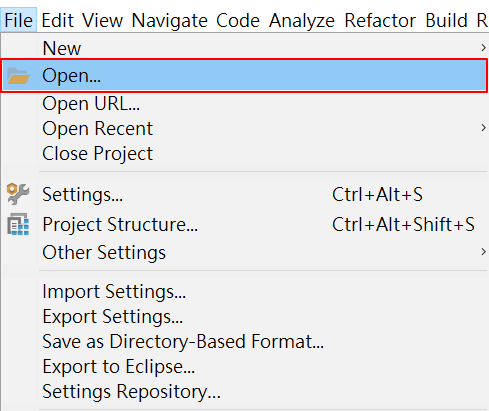 File Edit View Navigate Code Analyze Refactor Build R
New
Open...
Open URL...
Open Recent
Close Project
Settings... Ctrl+Alt+S
Project Structure... Ctrl+Alt+Shift+S
Other Settings
Import Settings...
Export Settings...
Save as Directory-Based Format...
Export to Eclipse...
Settings Repository...